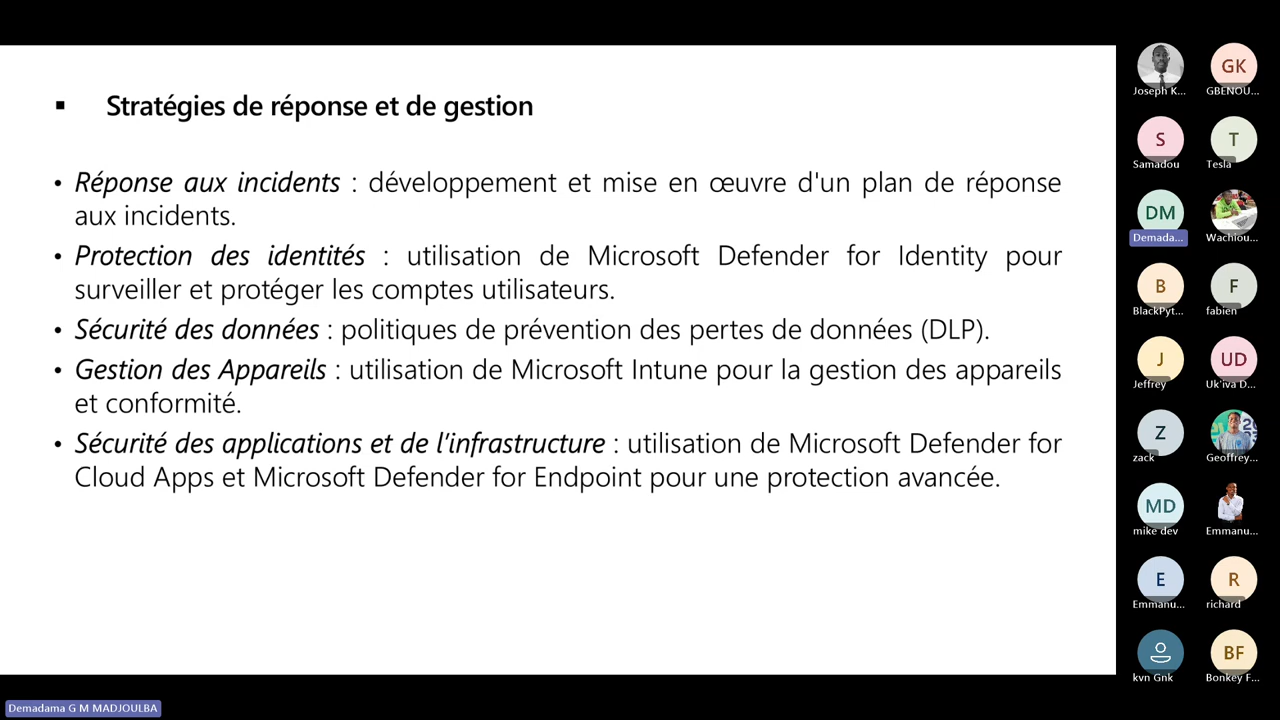 ▪ Stratégies de réponse et de gestion
• Réponse aux incidents : développement et mise en œuvre d'un plan de réponse
aux incidents.
• Protection des identités : utilisation de Microsoft Defender for Identity pour
surveiller et protéger les comptes utilisateurs.
• Sécurité des données : politiques de prévention des pertes de données (DLP).
• Gestion des Appareils : utilisation de Microsoft Intune pour la gestion des appareils
et conformité.
• Sécurité des applications et de l'infrastructure : utilisation de Microsoft Defender for
Cloud Apps et Microsoft Defender for Endpoint pour une protection avancée.
GK
Joseph K...
GBENOU...
S
T
Samadou
Tesla
DM
Demada...
Wachiou...
B
F
BlackPyt...
fabien
J
UD
Jeffrey
Uk'iva D...
Z
zack
Geoffrey...
MD
mike dev
Emmanu...
E
R
Emmanu...
richard
BF
kvn Gnk
Bonkey F...
Demadama G M MADJOULBA